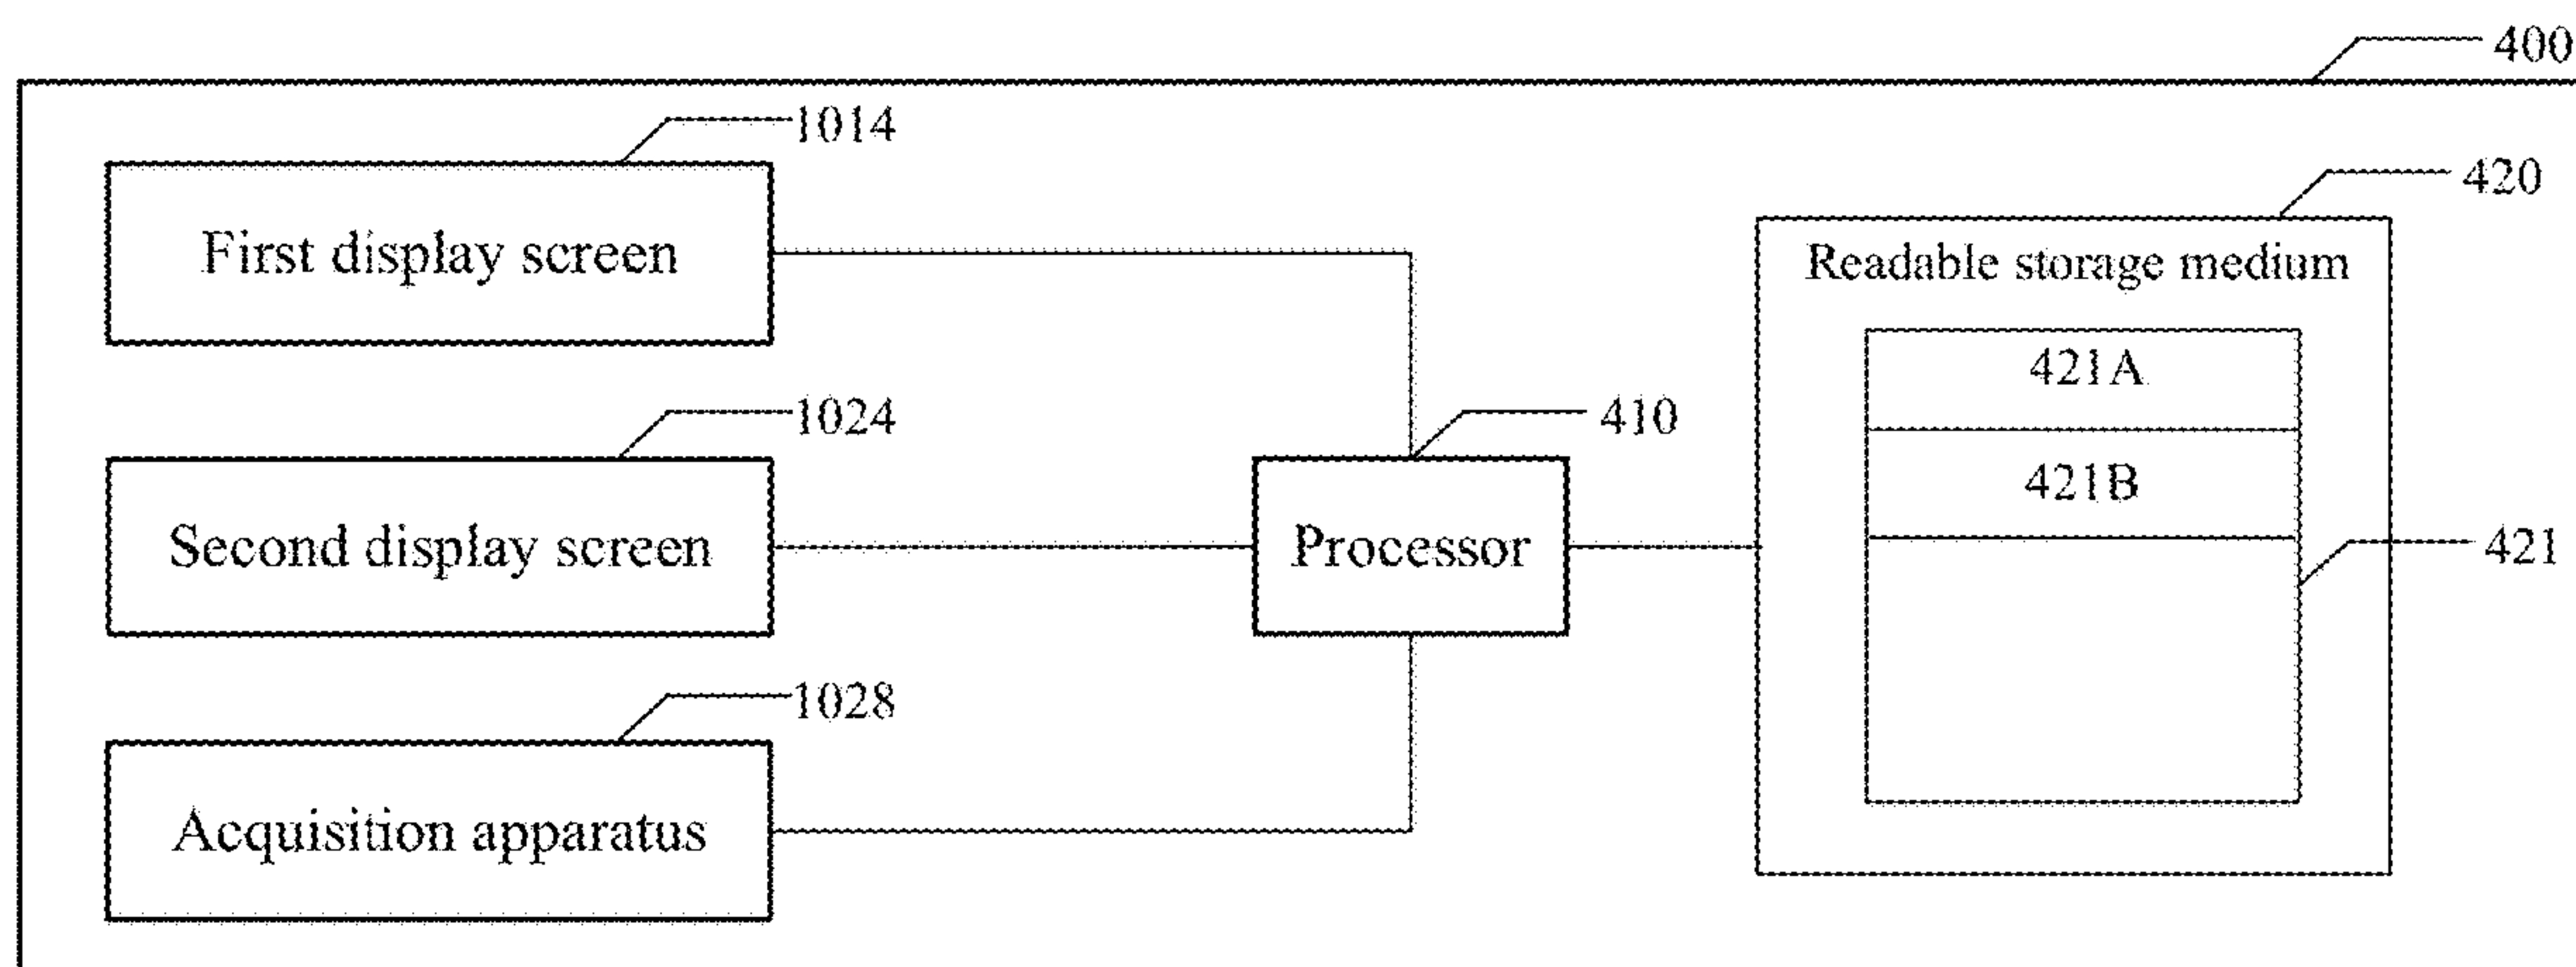 400
1014
First display screen
420
Readable storage medium
421A
1024
410
421B
Second display screen
Processor
421
1028
Acquisition apparatus